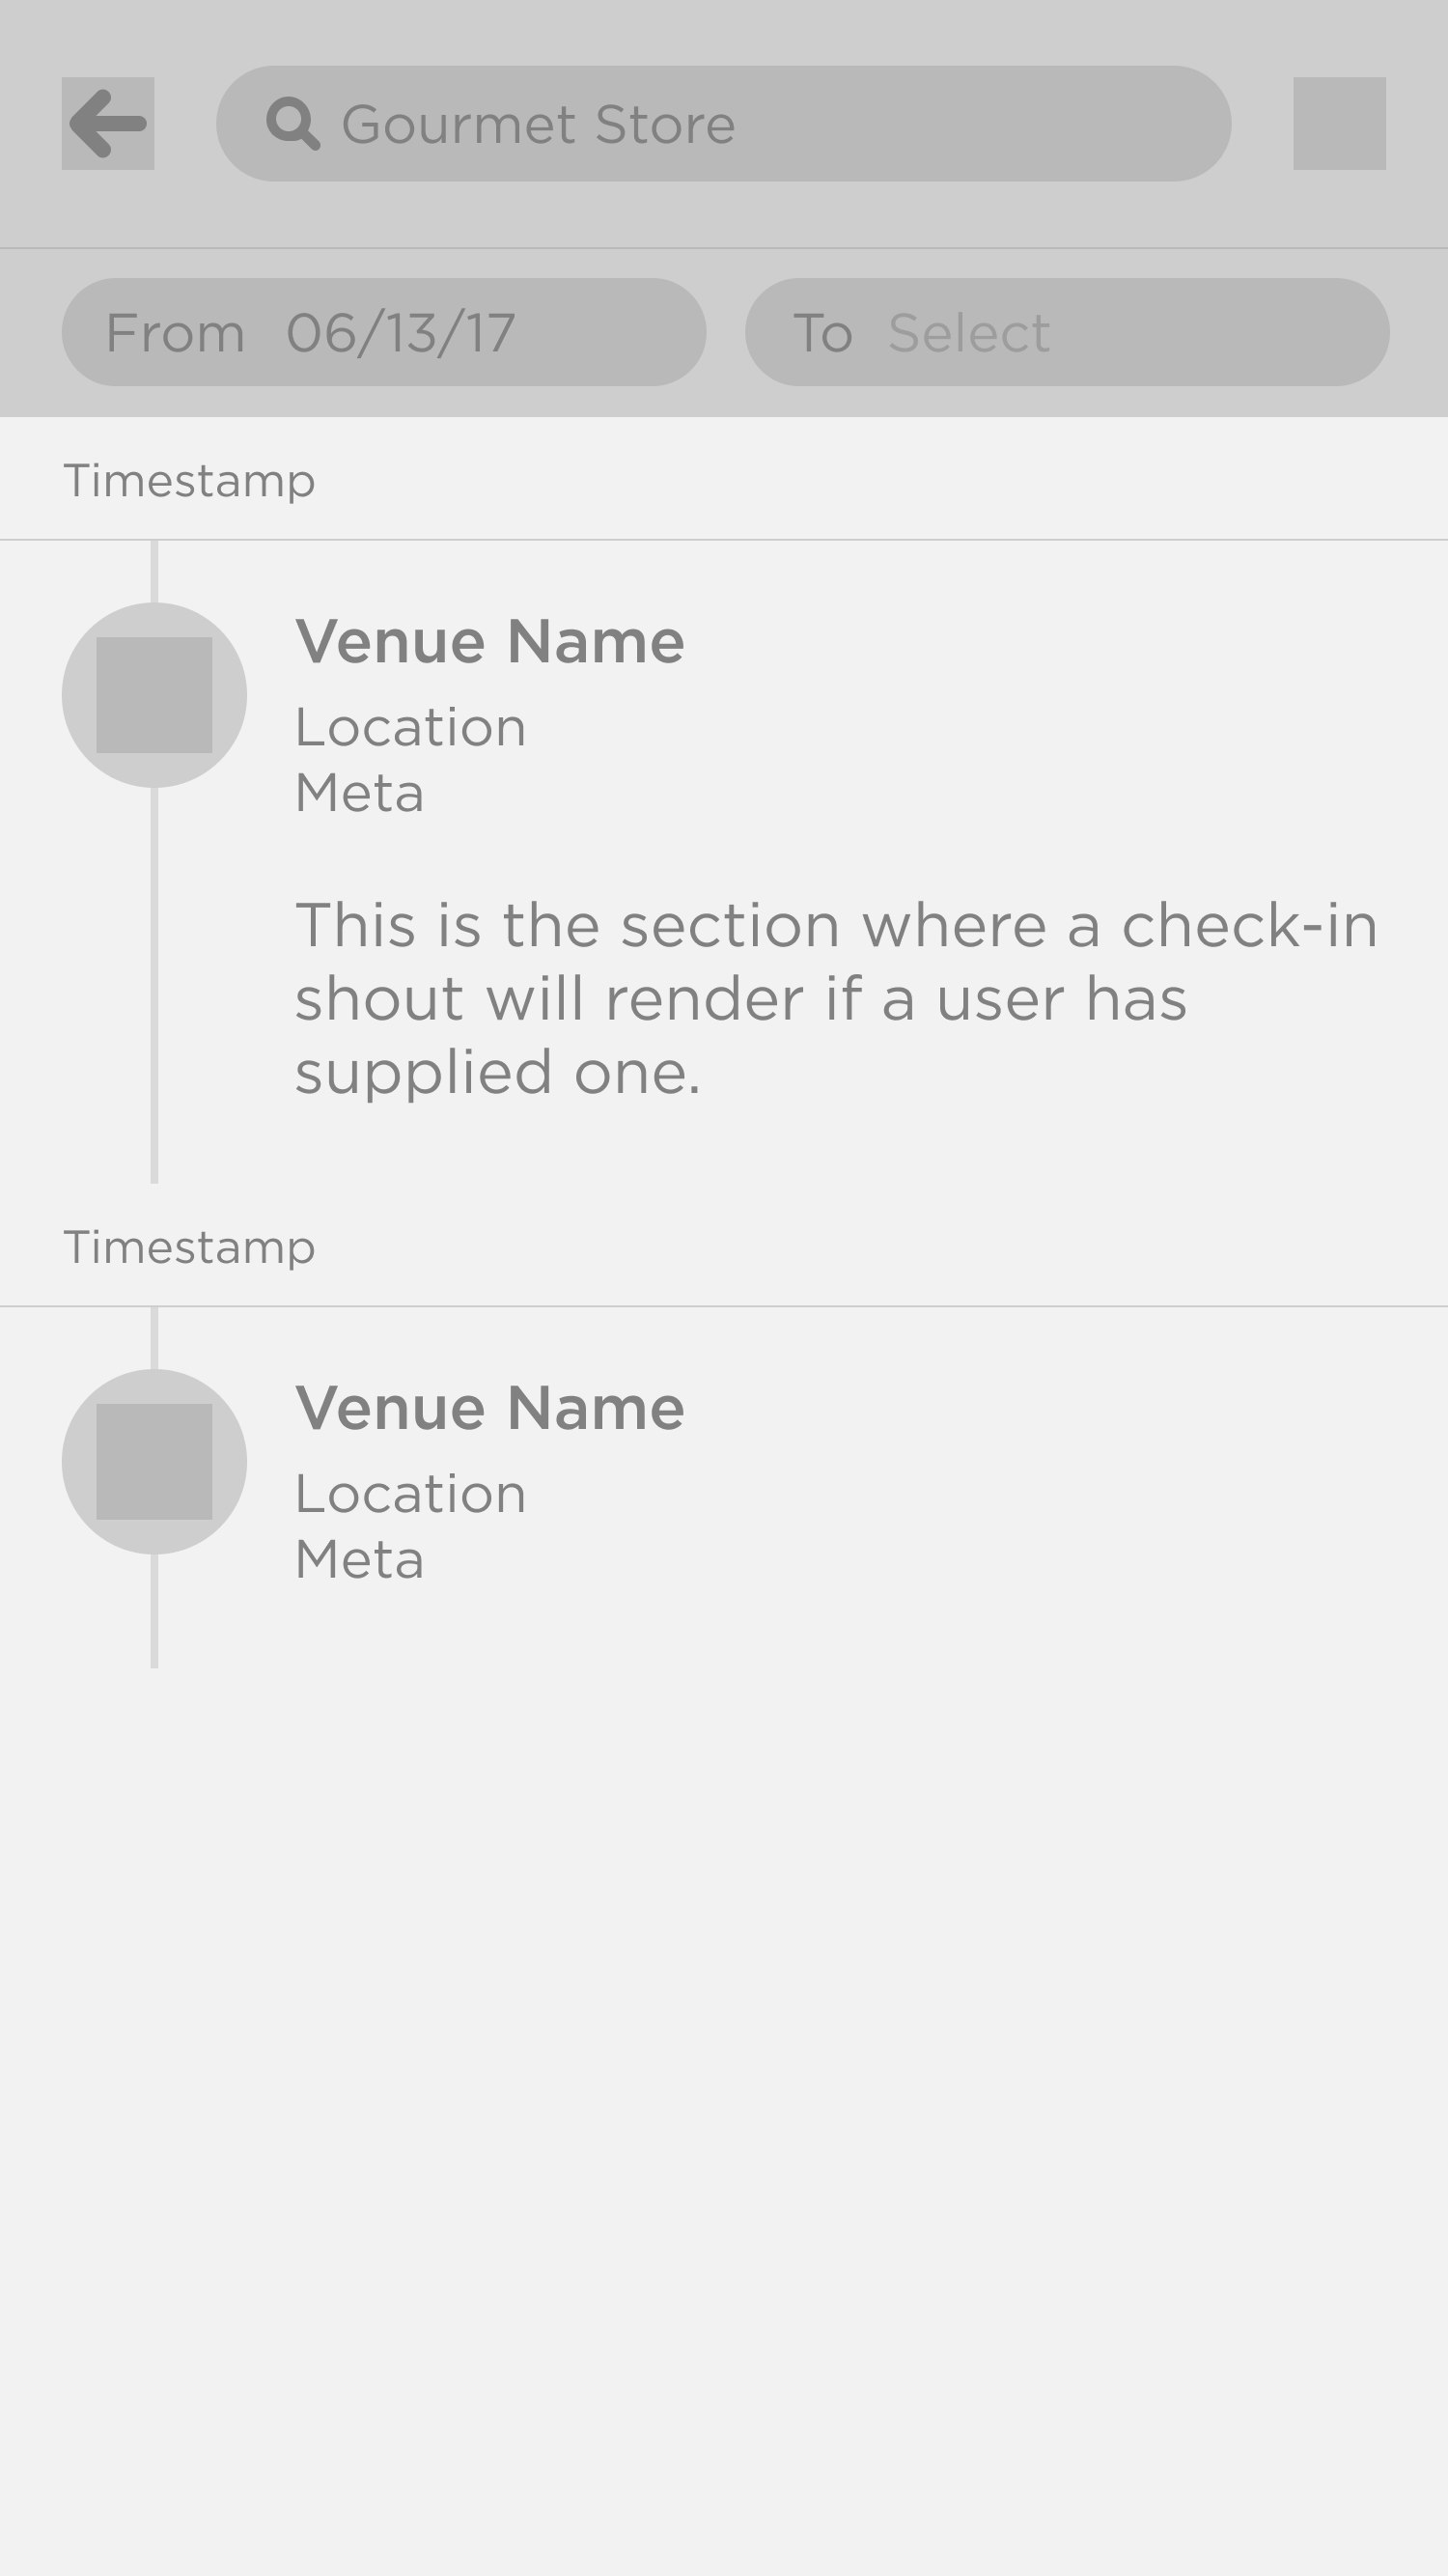 Gourmet Store
From 06/13/17 To Select
Timestamp
Venue Name
Location
Meta
This is the section where a check-in
shout will render if a user has
supplied one.
Timestamp
Venue Name
Location
Meta